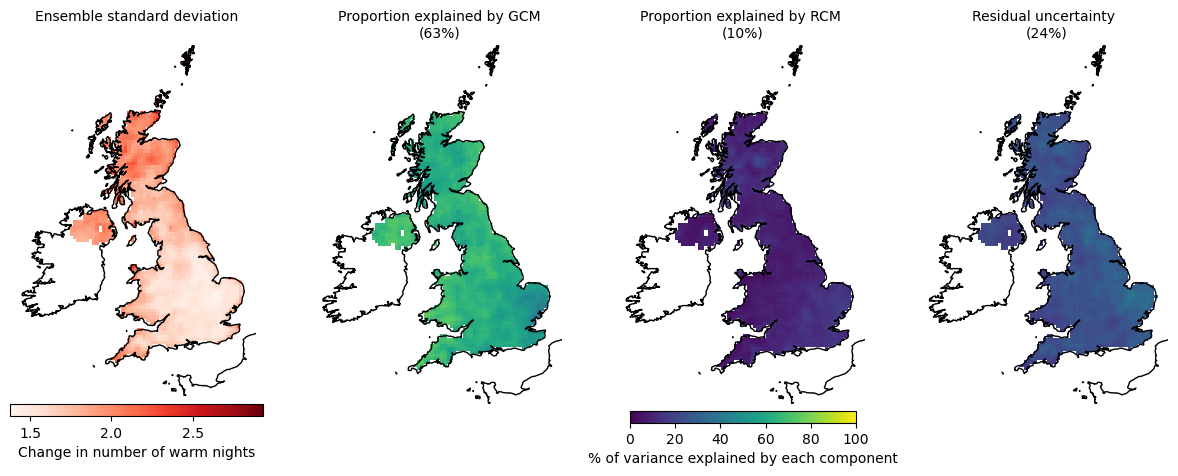 Ensemble standard deviation
Proportion explained by GCM
(63%)
Proportion explained by RCM
(10%)
Residual uncertainty
(24%)
1.5 2.0 2.5
Change in number of warm nights
0 20 40 60 80 100
% of variance explained by each component